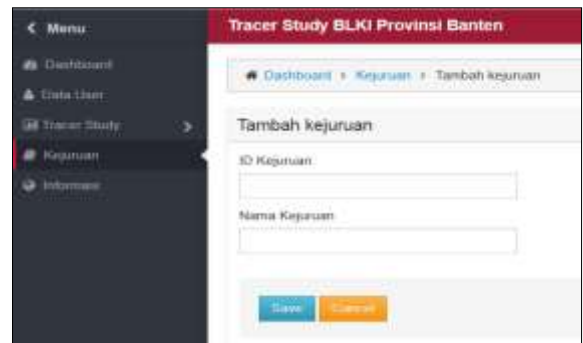 Menu
Dashboard
Data User
Tracer Study
Kejuruan
Informasi
Tracer Study BLKI Provinsi Banten
Dashboard Kejuruan Tambah kejuruan
Tambah kejuruan
ID Kejuruan
Nama Kejuruan
Save Cancel